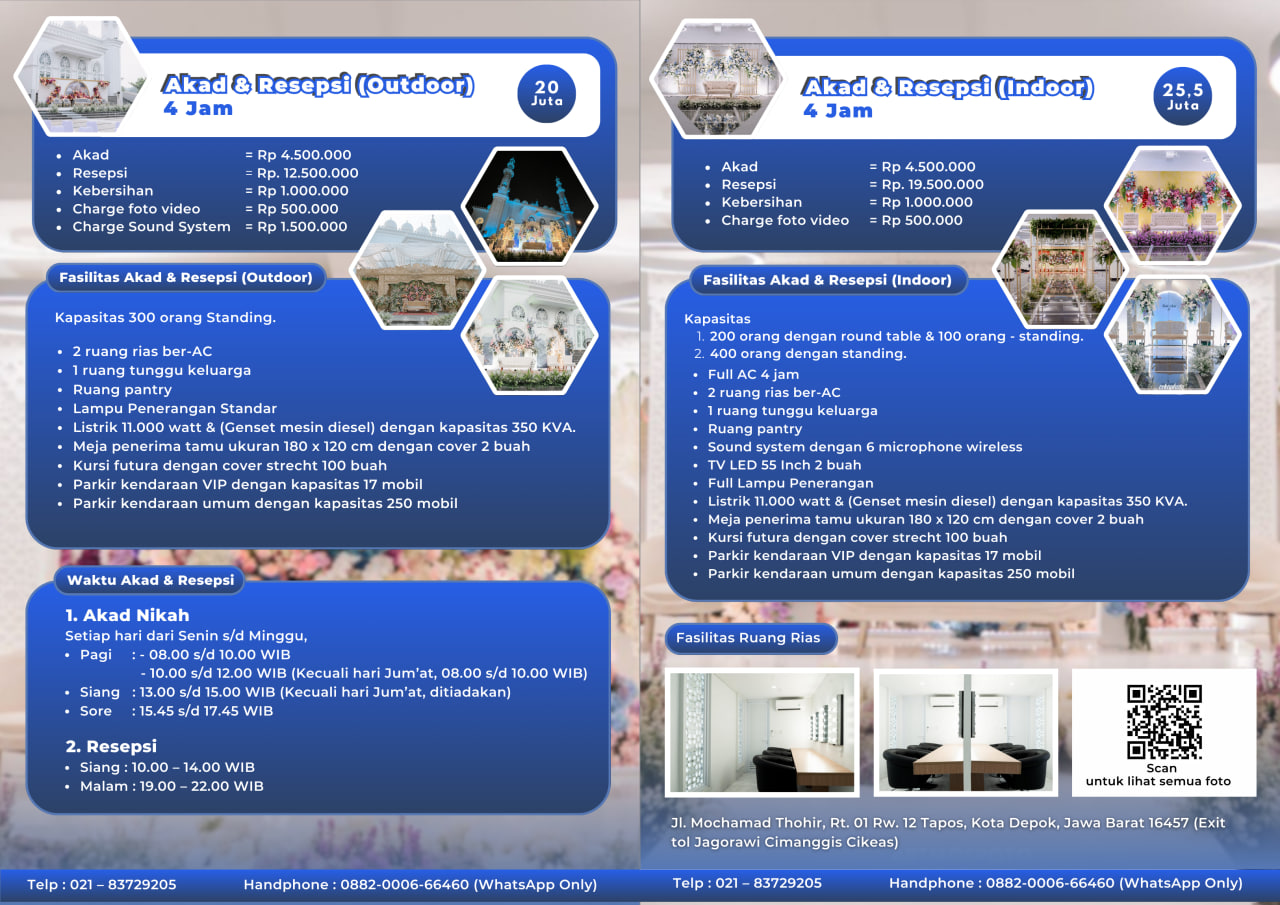 Akad & Resepsi (Outdoor)
4 Jam
20
Juta
• Akad = Rp 4.500.000
• Resepsi = Rp. 12.500.000
• Kebersihan = Rp 1.000.000
• Charge foto video = Rp 500.000
• Charge Sound System = Rp 1.500.000
Fasilitas Akad & Resepsi (Outdoor)
Kapasitas 300 orang Standing.
• 2 ruang rias ber-AC
• 1 ruang tunggu keluarga
• Ruang pantry
• Lampu Penerangan Standar
• Listrik 11.000 watt & (Genset mesin diesel) dengan kapasitas 350 KVA.
• Meja penerima tamu ukuran 180 x 120 cm dengan cover 2 buah
• Kursi futura dengan cover strecht 100 buah
• Parkir kendaraan VIP dengan kapasitas 17 mobil
• Parkir kendaraan umum dengan kapasitas 250 mobil
Waktu Akad & Resepsi
1. Akad Nikah
Setiap hari dari Senin s/d Minggu,
• Pagi : - 08.00 s/d 10.00 WIB
- 10.00 s/d 12.00 WIB (Kecuali hari Jum'at, 08.00 s/d 10.00 WIB)
• Siang : 13.00 s/d 15.00 WIB (Kecuali hari Jum'at, ditiadakan)
• Sore : 15.45 s/d 17.45 WIB
2. Resepsi
• Siang : 10.00 – 14.00 WIB
• Malam : 19.00 – 22.00 WIB
Telp : 021 – 83729205 Handphone : 0882-0006-66460 (WhatsApp Only)
Akad & Resepsi (Indoor)
4 Jam
25,5
Juta
• Akad = Rp 4.500.000
• Resepsi = Rp. 19.500.000
• Kebersihan = Rp 1.000.000
• Charge foto video = Rp 500.000
Fasilitas Akad & Resepsi (Indoor)
Kapasitas
1. 200 orang dengan round table & 100 orang - standing.
2. 400 orang dengan standing.
• Full AC 4 jam
• 2 ruang rias ber-AC
• 1 ruang tunggu keluarga
• Ruang pantry
• Sound system dengan 6 microphone wireless
• TV LED 55 Inch 2 buah
• Full Lampu Penerangan
• Listrik 11.000 watt & (Genset mesin diesel) dengan kapasitas 350 KVA.
• Meja penerima tamu ukuran 180 x 120 cm dengan cover 2 buah
• Kursi futura dengan cover strecht 100 buah
• Parkir kendaraan VIP dengan kapasitas 17 mobil
• Parkir kendaraan umum dengan kapasitas 250 mobil
Fasilitas Ruang Rias
Scan
untuk lihat semua foto
Jl. Mochamad Thohir, Rt. 01 Rw. 12 Tapos, Kota Depok, Jawa Barat 16457 (Exit
tol Jagorawi Cimanggis Cikeas)
Telp : 021 – 83729205 Handphone : 0882-0006-66460 (WhatsApp Only)